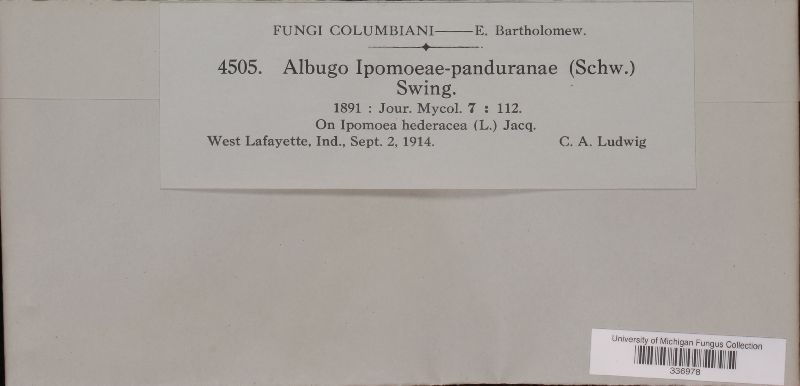 FUNGI COLUMBIANI——E. Bartholomew.
4505. Albugo Ipomoeae-panduranae (Schw.)
Swing.
1891 : Jour. Mycol. 7 : 112.
On Ipomoea hederacea (L.) Jacq.
West Lafayette, Ind., Sept. 2, 1914. C. A. Ludwig
University of Michigan Fungus Collection
336978